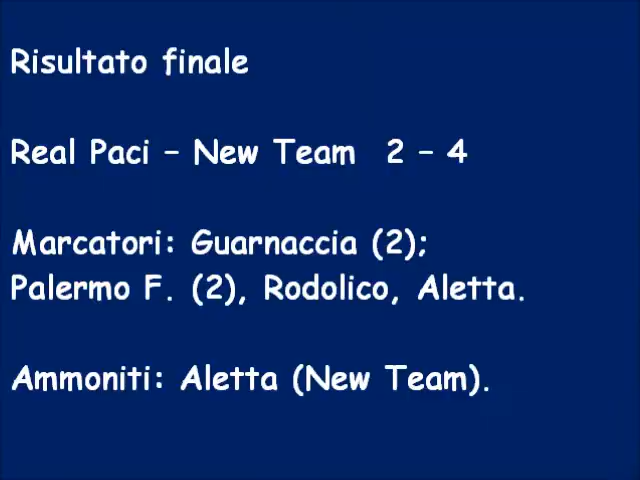 Risultato finale
Real Paci – New Team 2 – 4
Marcatori: Guarnaccia (2);
Palermo F. (2), Rodolico, Aletta.
Ammoniti: Aletta (New Team).